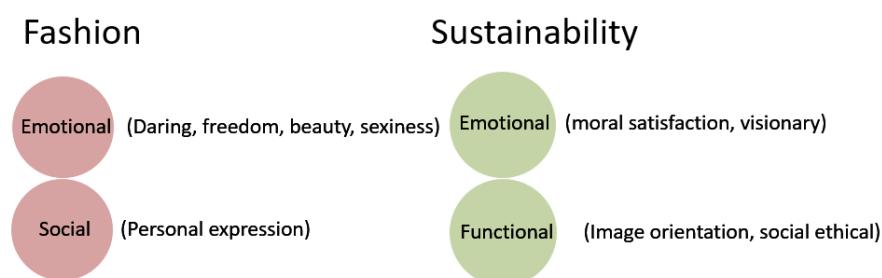 Fashion
Sustainability
Emotional (Daring, freedom, beauty, sexiness)
Emotional (moral satisfaction, visionary)
Social (Personal expression)
Functional (Image orientation, social ethical)